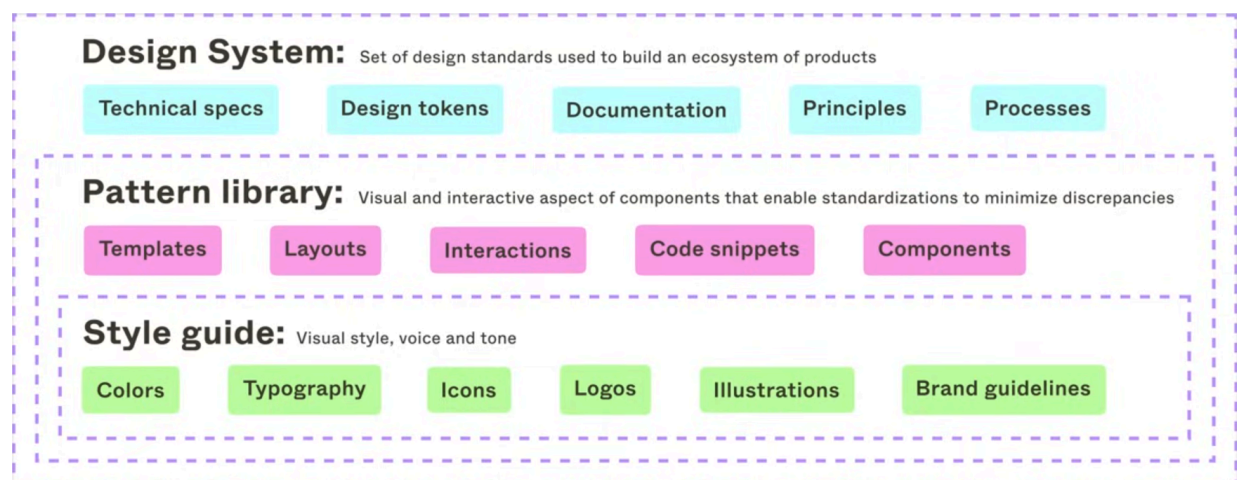 Design System: Set of design standards used to build an ecosystem of products
Technical specs Design tokens Documentation Principles Processes
Pattern library: Visual and interactive aspect of components that enable standardizations to minimize discrepancies
Templates Layouts Interactions Code snippets Components
Style guide: Visual style, voice and tone
Colors Typography Icons Logos Illustrations Brand guidelines